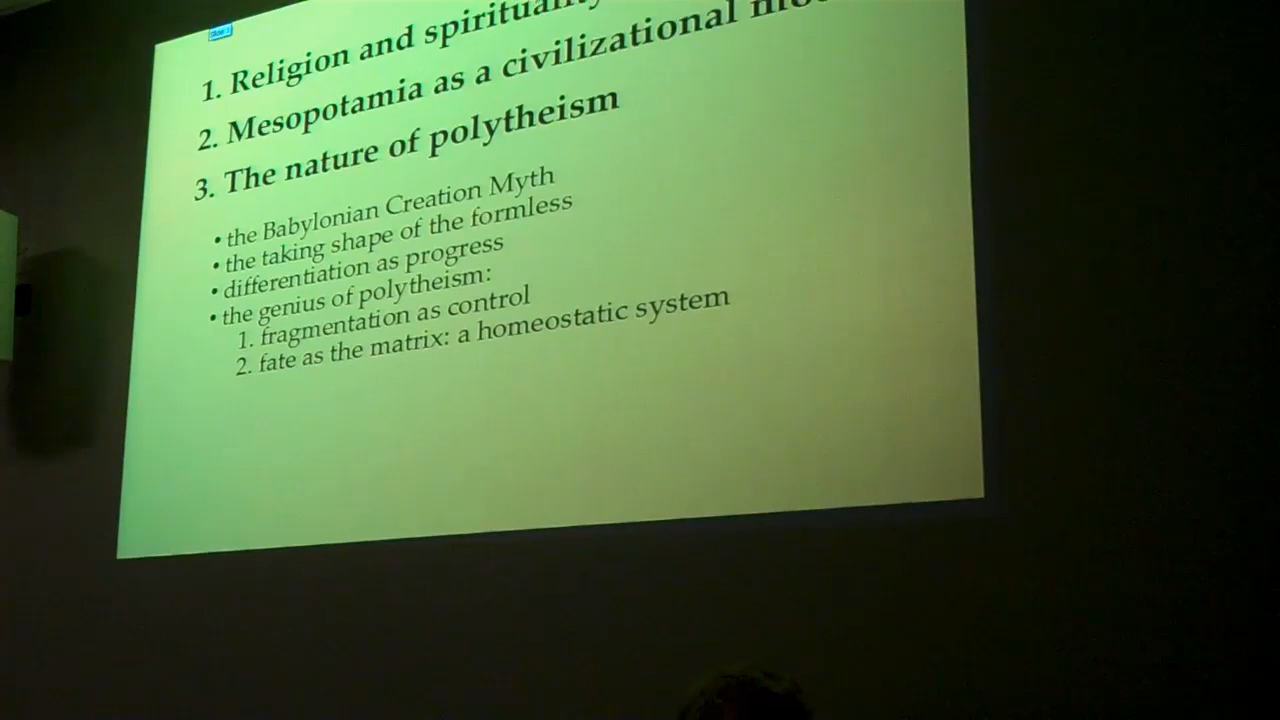 1. Religion and spirituality
2. Mesopotamia as a civilizational
3. The nature of polytheism
• the Babylonian Creation Myth
• the taking shape of the formless
• differentiation as progress
• the genius of polytheism:
1. fragmentation as control
2. fate as the matrix: a homeostatic system